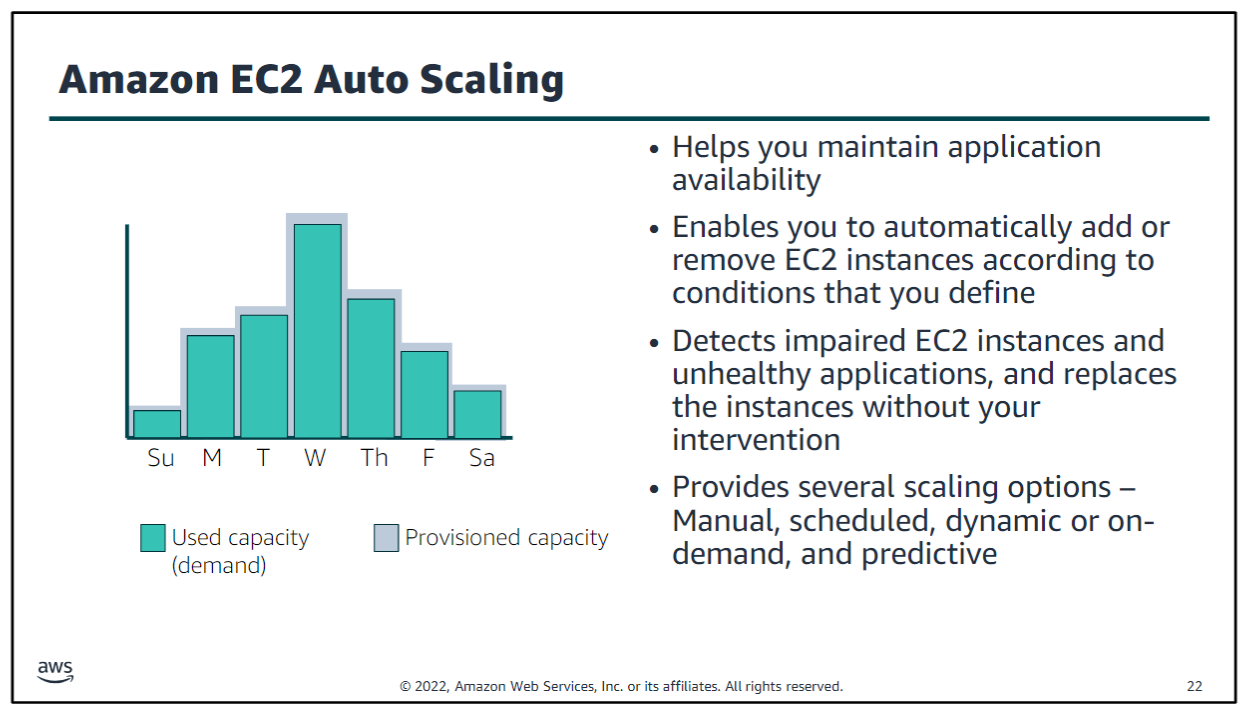 Amazon EC2 Auto Scaling
• Helps you maintain application
availability
• Enables you to automatically add or
remove EC2 instances according to
conditions that you define
• Detects impaired EC2 instances and
unhealthy applications, and replaces
the instances without your
intervention
• Provides several scaling options –
Manual, scheduled, dynamic or on-
demand, and predictive
Su M T W Th F Sa
Used capacity
(demand)
Provisioned capacity
aws
© 2022, Amazon Web Services, Inc. or its affiliates. All rights reserved.
22